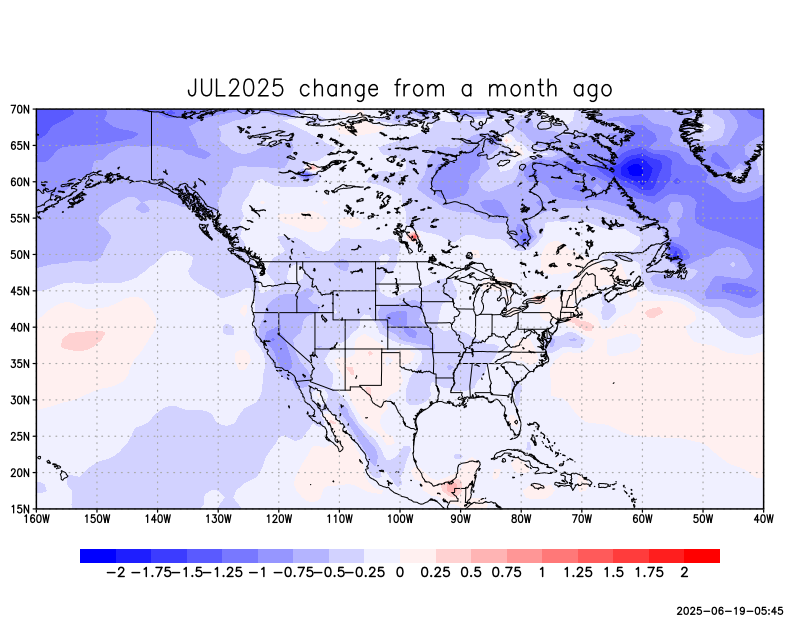 JUL2025 change from a month ago
70N
65N
60N
55N
50N
45N
40N
35N
30N
25N
20N
15N
160W 150W 140W 130W 120W 110W 100W 90W 80W 70W 60W 50W 40W
−2 −1.75 −1.5 −1.25 −1 −0.75 −0.5 −0.25 0 0.25 0.5 0.75 1 1.25 1.5 1.75 2
2025−06−19−05:45